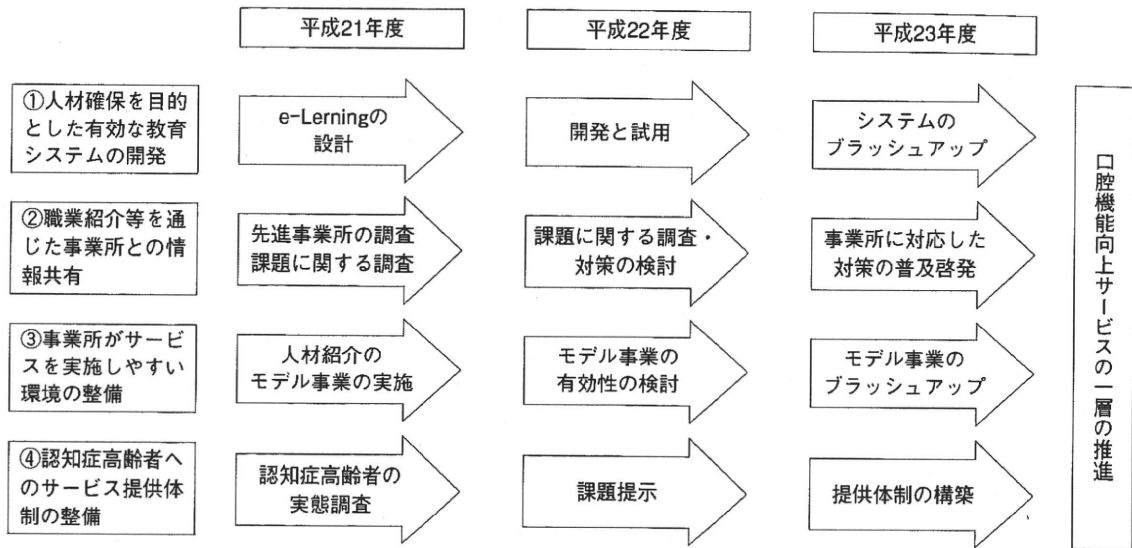 平成21年度
平成22年度
平成23年度
①人材確保を目的
とした有効な教育
システムの開発
e-Lerningの
設計
開発と試用
システムの
ブラッシュアップ
②職業紹介等を通
じた事業所との情
報共有
先進事業所の調査
課題に関する調査
課題に関する調査・
対策の検討
事業所に対応した
対策の普及啓発
③事業所がサービ
スを実施しやすい
環境の整備
人材紹介の
モデル事業の実施
モデル事業の
有効性の検討
モデル事業の
ブラッシュアップ
④認知症高齢者へ
のサービス提供体
制の整備
認知症高齢者の
実態調査
課題提示
提供体制の構築
口腔機能向上サービスの一層の推進